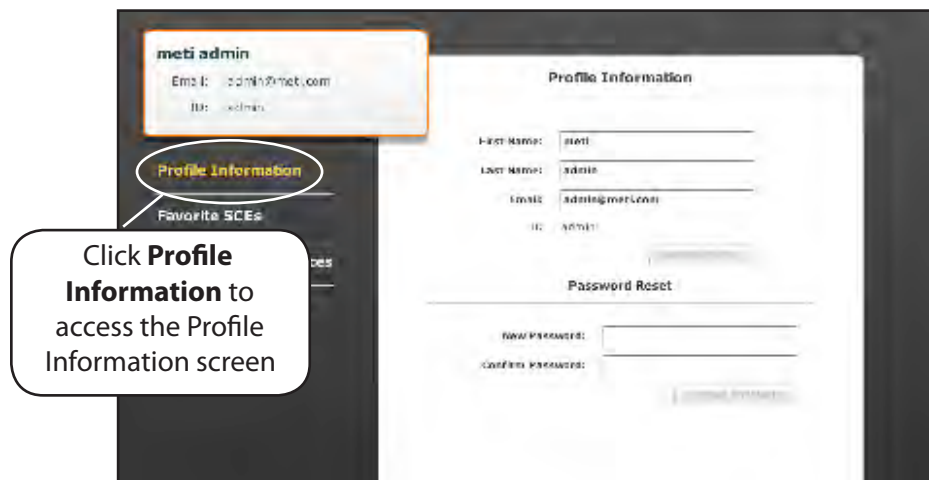 meti admin
Email: admin@meti.com
ID: admin
Profile Information
Favorite SCEs
ces
Click Profile
Information to
access the Profile
Information screen
Profile Information
First Name: meti
Last Name: admin
Email: admin@meti.com
ID: admin
Password Reset
New Password:
Confirm Password: